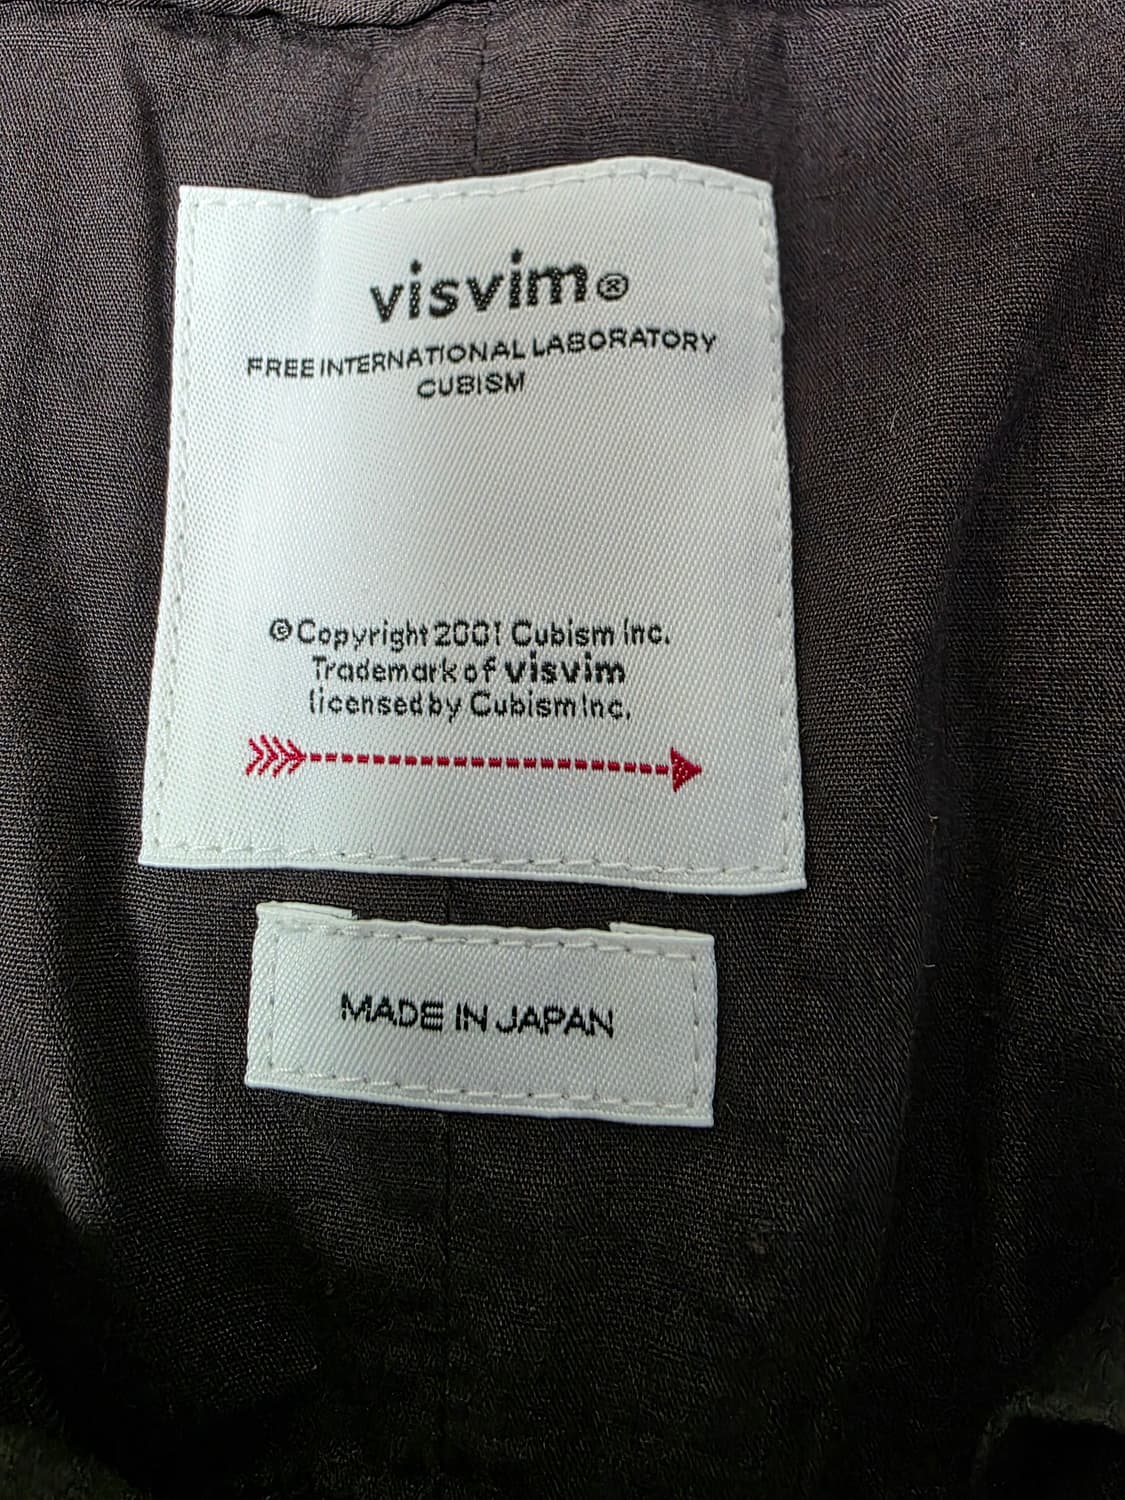 visvim®
FREE INTERNATIONAL LABORATORY
CUBISM
©Copyright 2001 Cubism Inc.
Trademark of visvim
licensed by Cubism Inc.
MADE IN JAPAN